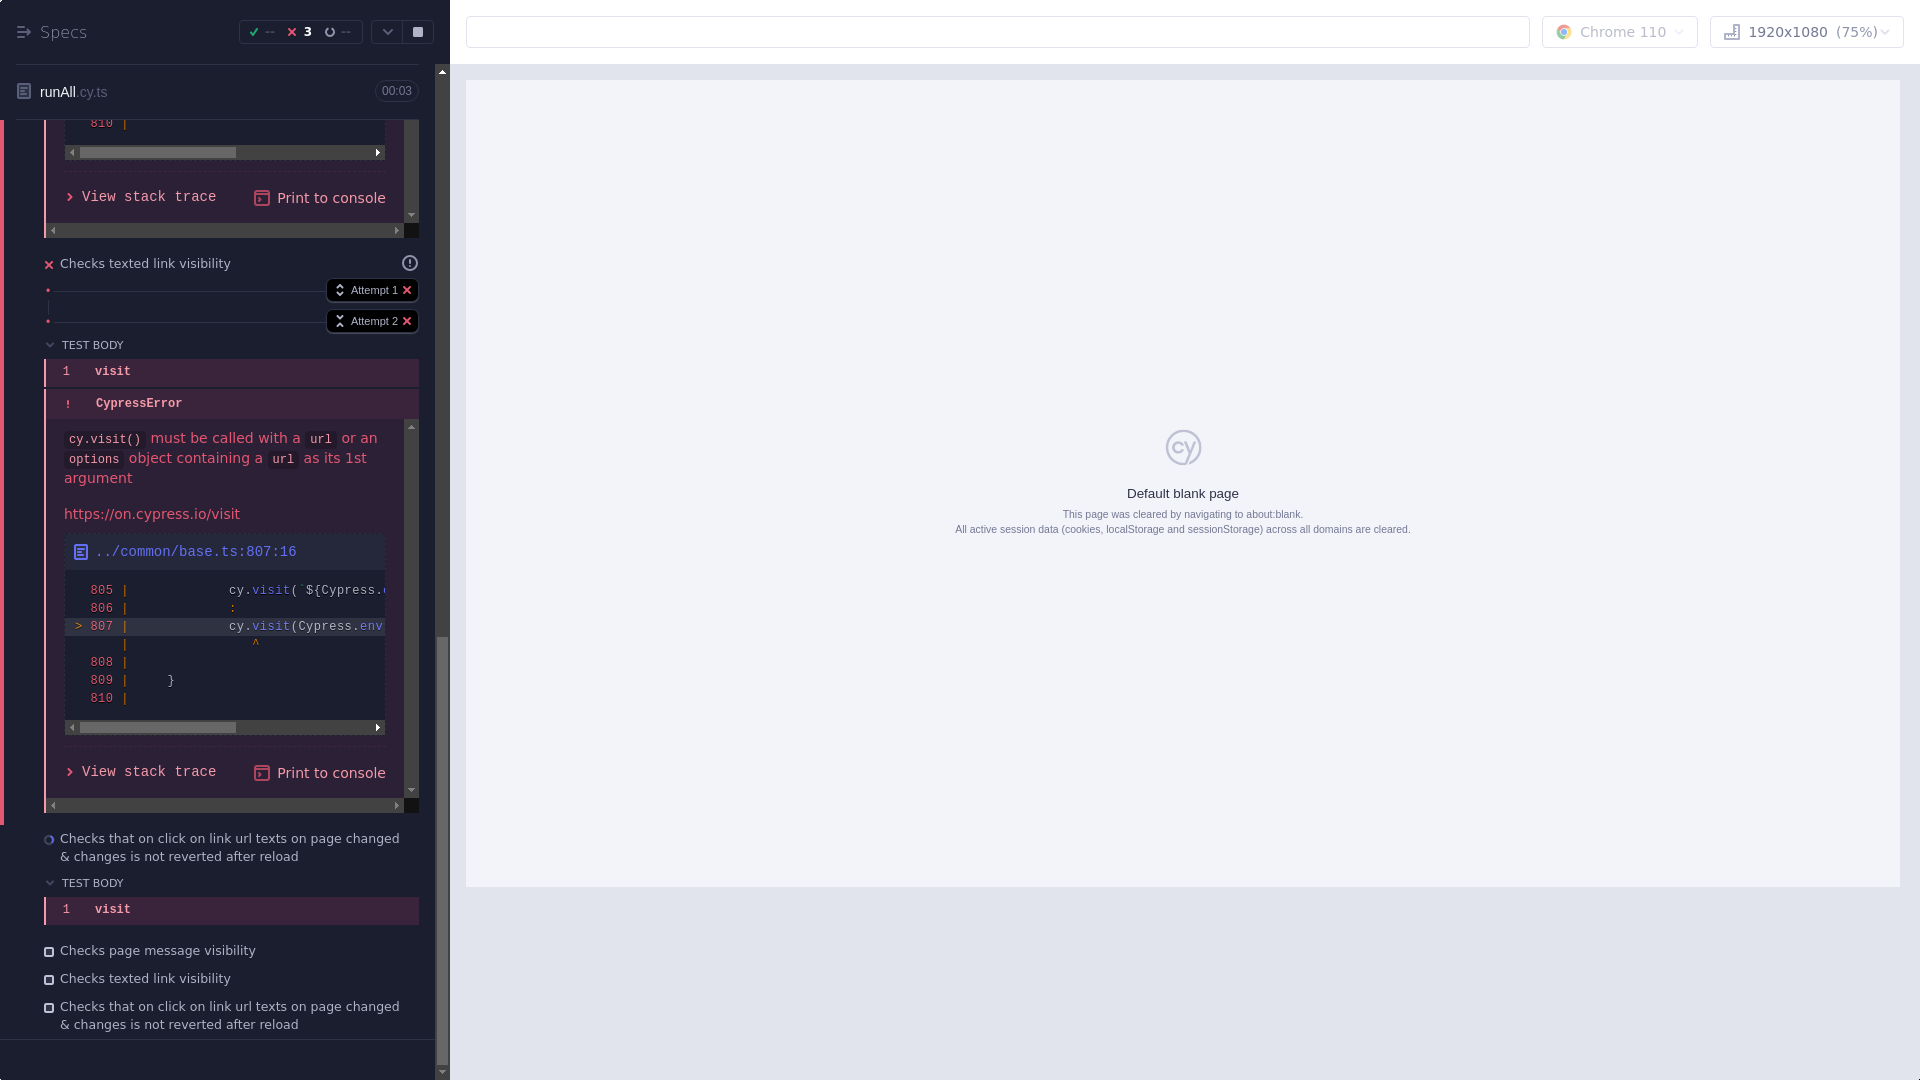 Specs
--
3
--
Chrome 110
1920x1080 (75%)
runAll.cy.ts
00:03
810 |
View stack trace
Print to console
Checks texted link visibility
Attempt 1
Attempt 2
TEST BODY
1 visit
! CypressError
cy.visit() must be called with a url or an
options object containing a url as its 1st
argument
https://on.cypress.io/visit
../common/base.ts:807:16
805 | cy.visit(`${Cypress.
806 | :
> 807 | cy.visit(Cypress.env
| ^
808 |
809 | }
810 |
View stack trace
Print to console
Checks that on click on link url texts on page changed
& changes is not reverted after reload
TEST BODY
1 visit
Checks page message visibility
Checks texted link visibility
Checks that on click on link url texts on page changed
& changes is not reverted after reload
cy
Default blank page
This page was cleared by navigating to about:blank.
All active session data (cookies, localStorage and sessionStorage) across all domains are cleared.